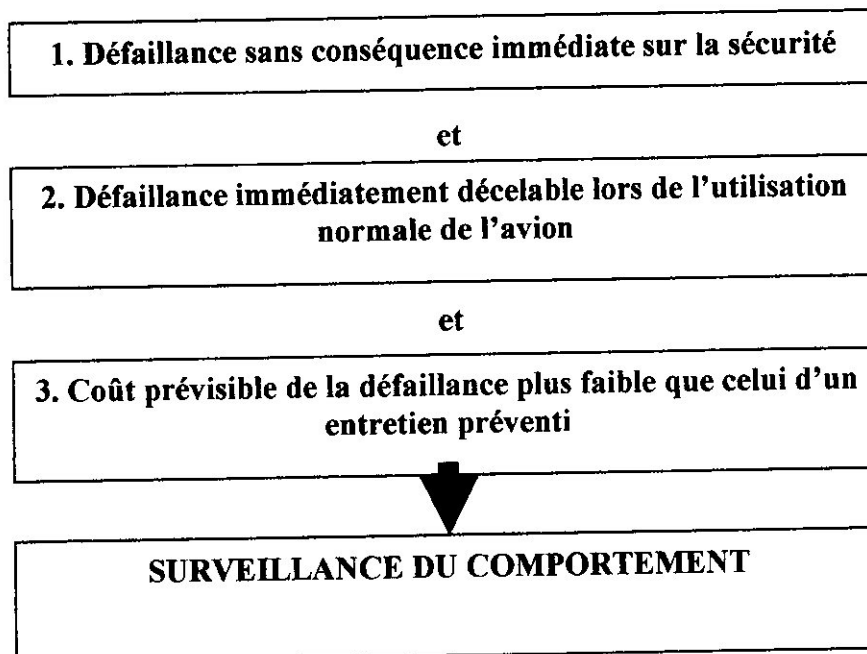 1. Défaillance sans conséquence immédiate sur la sécurité
et
2. Défaillance immédiatement décelable lors de l'utilisation
normale de l'avion
et
3. Coût prévisible de la défaillance plus faible que celui d'un
entretien préventi
SURVEILLANCE DU COMPORTEMENT